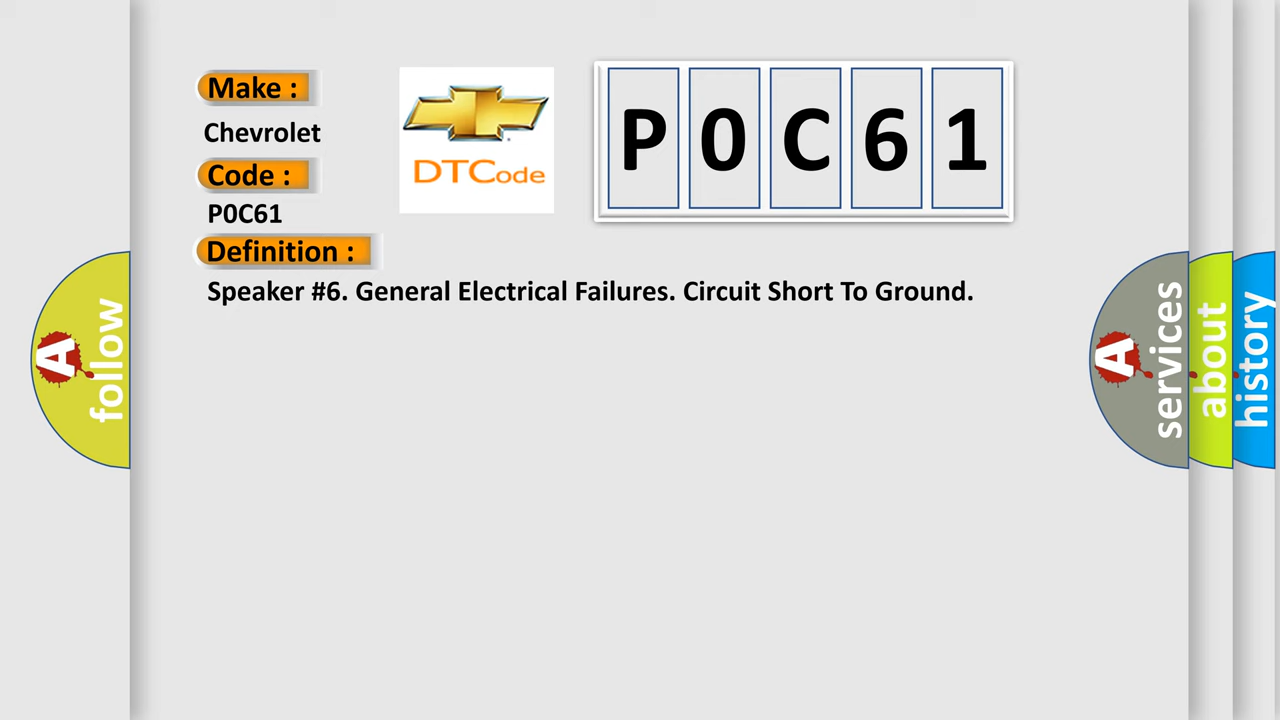 Make :
Chevrolet
Code :
P0C61
Definition :
Speaker #6. General Electrical Failures. Circuit Short To Ground.
DTCode
P0C61
A follow
A services
about
history